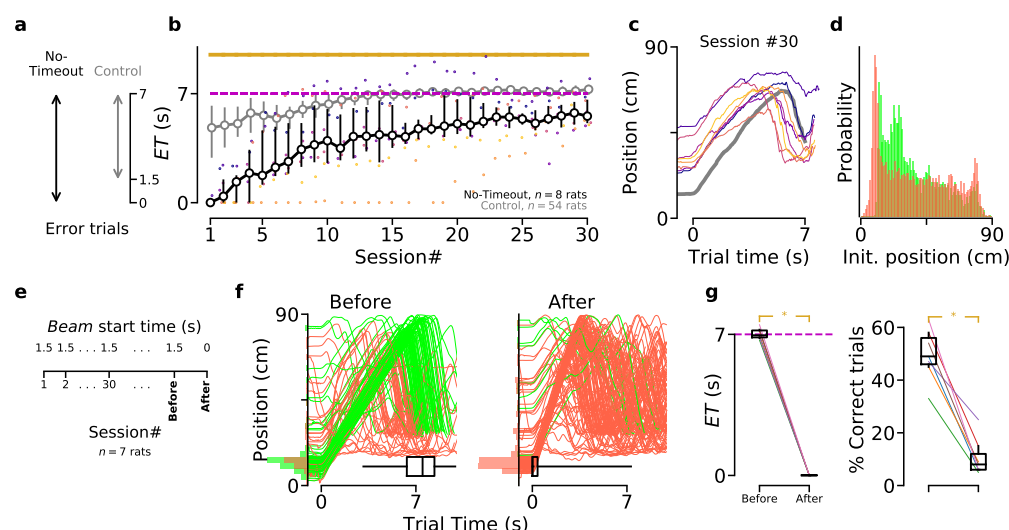 a
No-
Timeout
Control
7
1.5
0
Error trials
b
ET (s)
7
0
No-Timeout, n = 8 rats
Control, n = 54 rats
1 5 10 15 20 25 30
Session#
c
Session #30
Position (cm)
90
0
0 7
Trial time (s)
d
Probability
0 90
Init. position (cm)
e
Beam start time (s)
1.5 1.5 . . . 1.5 . . . 1.5 0
1 2 . . . 30 . . . Before After
Session#
n = 7 rats
f
Before After
Position (cm)
90
0
0 7 0 7
Trial Time (s)
g
*
ET (s)
7
0
Before After
*
% Correct trials
60
40
20
0